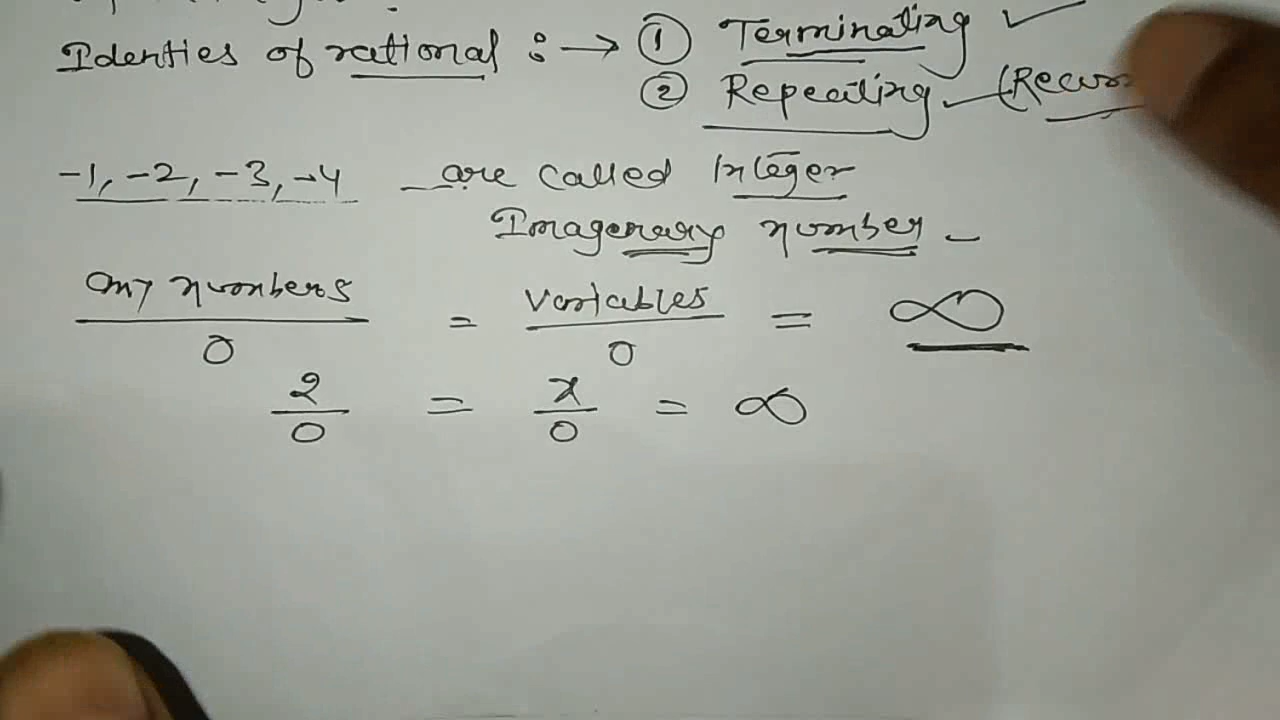 Identies of rational :→ ① Terminating ✓
② Repeating (Recur
-1, -2, -3, -4 are called Integer
Imagenary number -
any numbers / 0 = variables / 0 = ∞
2 / 0 = x / 0 = ∞